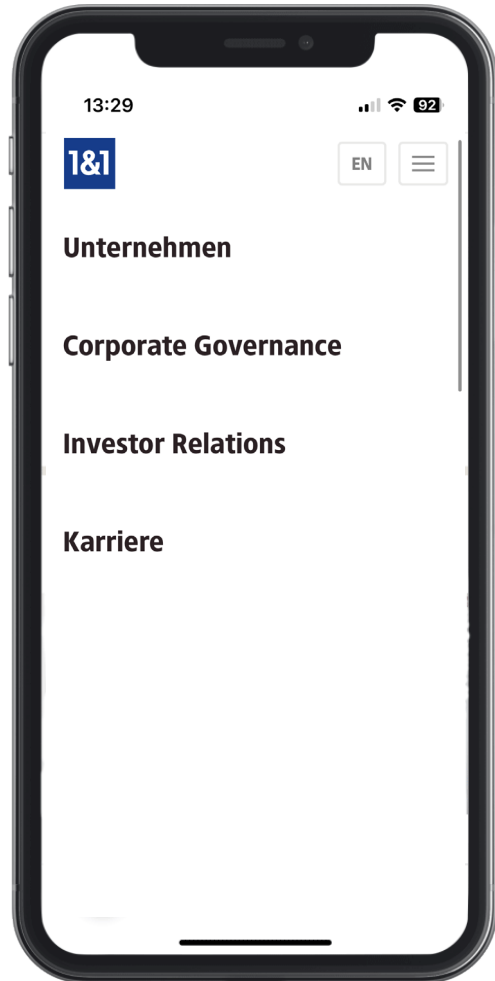 13:29
92
1&1
EN
Unternehmen
Corporate Governance
Investor Relations
Karriere